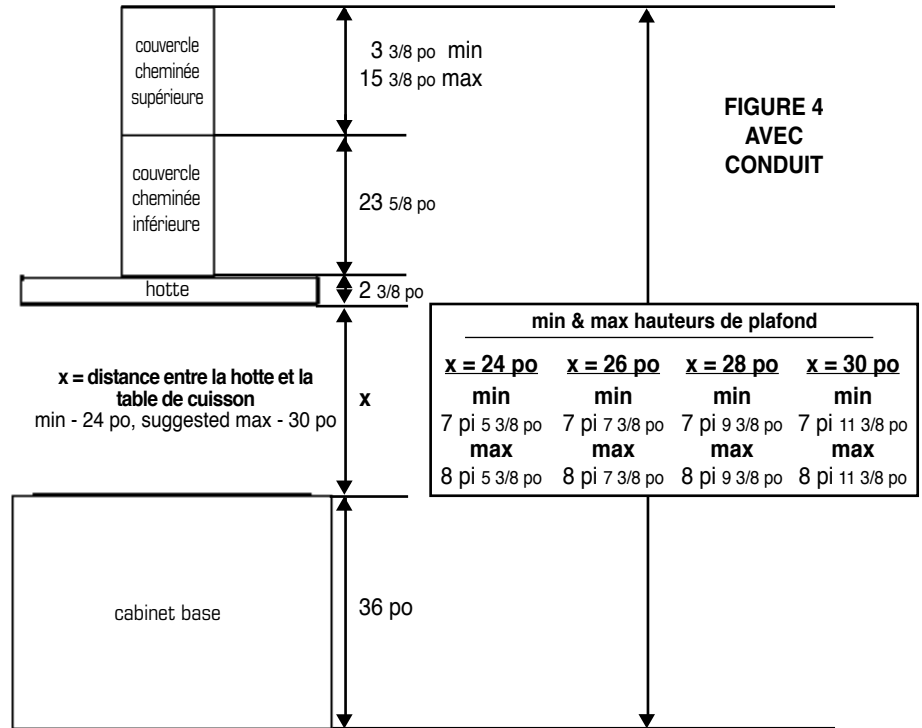 couvercle
cheminée
supérieure
3 3/8 po min
15 3/8 po max
FIGURE 4
AVEC
CONDUIT
couvercle
cheminée
inférieure
23 5/8 po
hotte
2 3/8 po
x = distance entre la hotte et la
table de cuisson
min - 24 po, suggested max - 30 po
x
min & max hauteurs de plafond
x = 24 po x = 26 po x = 28 po x = 30 po
min min min min
7 pi 5 3/8 po 7 pi 7 3/8 po 7 pi 9 3/8 po 7 pi 11 3/8 po
max max max max
8 pi 5 3/8 po 8 pi 7 3/8 po 8 pi 9 3/8 po 8 pi 11 3/8 po
cabinet base
36 po